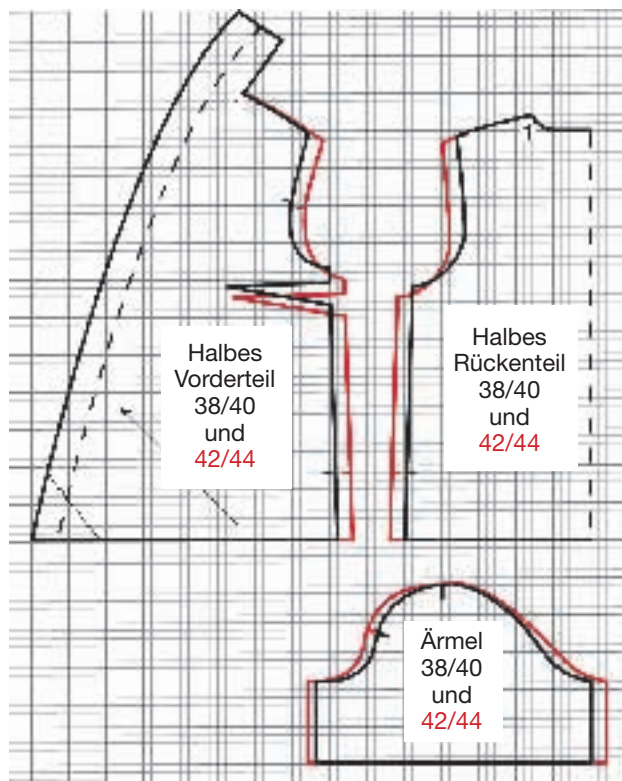 Halbes
Vorderteil
38/40
und
42/44
Halbes
Rückenteil
38/40
und
42/44
Ärmel
38/40
und
42/44